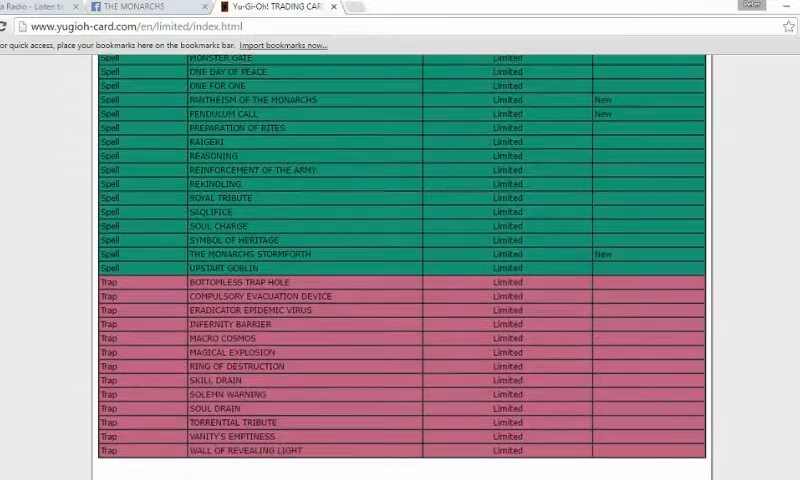 a Radio - Listen to
THE MONARCHS
Yu-Gi-Oh! TRADING CAR
Peter
www.yugioh-card.com/en/limited/index.html
or quick access, place your bookmarks here on the bookmarks bar. Import bookmarks now...
Spell MONSTER GATE Limited
Spell ONE DAY OF PEACE Limited
Spell ONE FOR ONE Limited
Spell PANTHEISM OF THE MONARCHS Limited New
Spell PENDULUM CALL Limited New
Spell PREPARATION OF RITES Limited
Spell RAIGEKI Limited
Spell REASONING Limited
Spell REINFORCEMENT OF THE ARMY Limited
Spell REKINDLING Limited
Spell ROYAL TRIBUTE Limited
Spell SAQLIFICE Limited
Spell SOUL CHARGE Limited
Spell SYMBOL OF HERITAGE Limited
Spell THE MONARCHS STORMFORTH Limited New
Spell UPSTART GOBLIN Limited
Trap BOTTOMLESS TRAP HOLE Limited
Trap COMPULSORY EVACUATION DEVICE Limited
Trap ERADICATOR EPIDEMIC VIRUS Limited
Trap INFERNITY BARRIER Limited
Trap MACRO COSMOS Limited
Trap MAGICAL EXPLOSION Limited
Trap RING OF DESTRUCTION Limited
Trap SKILL DRAIN Limited
Trap SOLEMN WARNING Limited
Trap SOUL DRAIN Limited
Trap TORRENTIAL TRIBUTE Limited
Trap VANITY'S EMPTINESS Limited
Trap WALL OF REVEALING LIGHT Limited